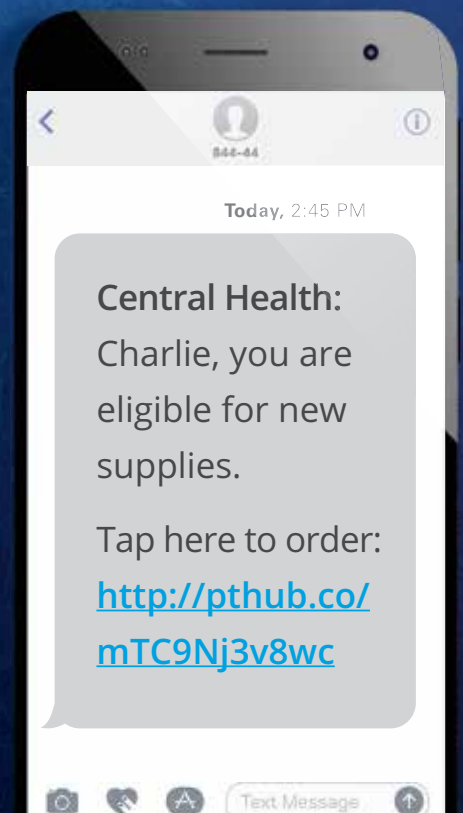 844-44
Today, 2:45 PM
Central Health:
Charlie, you are
eligible for new
supplies.
Tap here to order:
http://pthub.co/
mTC9Nj3v8wc
Text Message